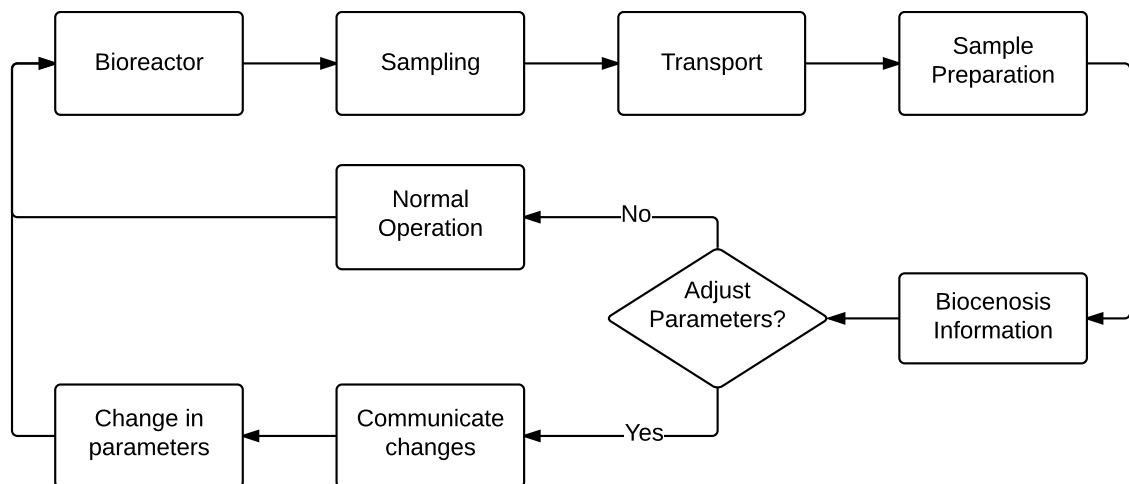 Bioreactor
Sampling
Transport
Sample
Preparation
Normal
Operation
No
Adjust
Parameters?
Biocenosis
Information
Change in
parameters
Communicate
changes
Yes